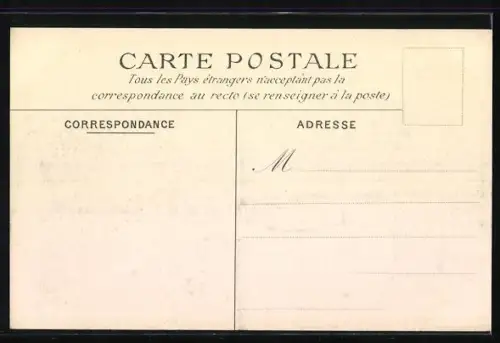 CARTE POSTALE
Tous les Pays étrangers n'acceptant pas la
correspondance au recto (se renseigner à la poste)
CORRESPONDANCE
ADRESSE
M